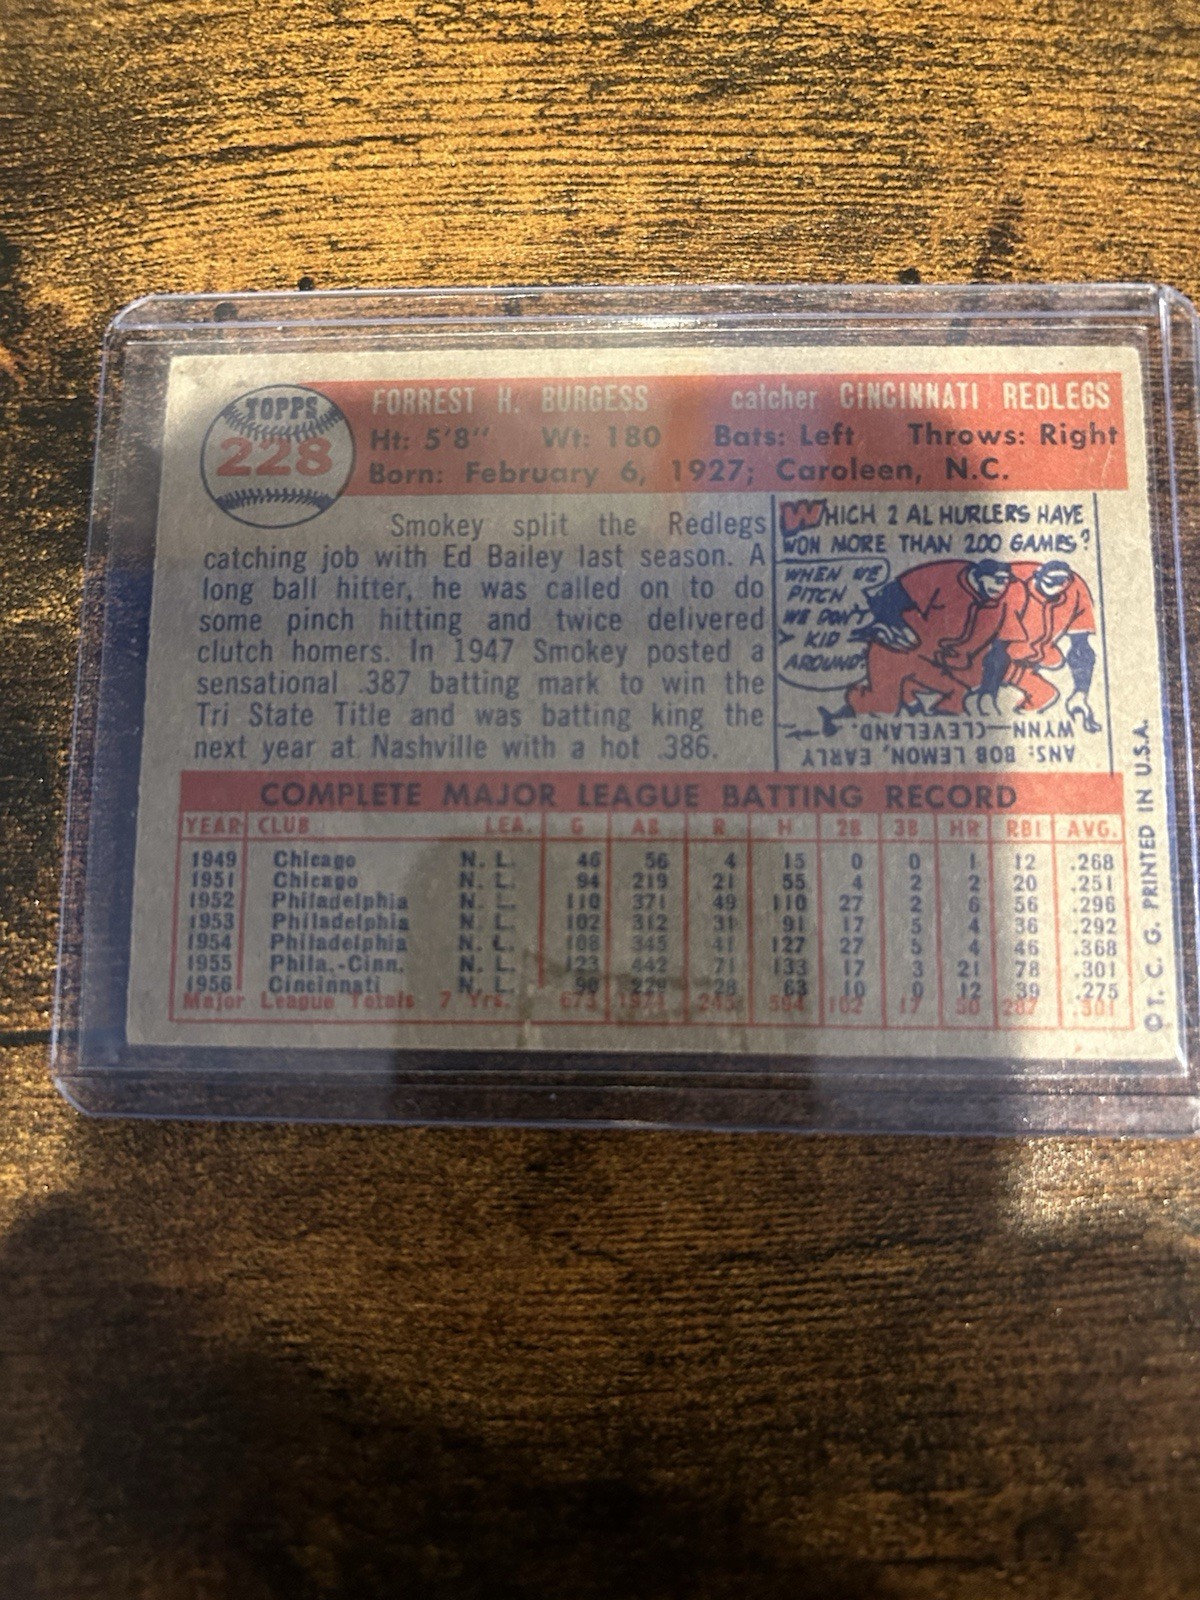 TOPPS
228
FORREST H. BURGESS catcher CINCINNATI REDLEGS
Ht: 5'8" Wt: 180 Bats: Left Throws: Right
Born: February 6, 1927; Caroleen, N.C.
Smokey split the Redlegs
catching job with Ed Bailey last season. A
long ball hitter, he was called on to do
some pinch hitting and twice delivered
clutch homers. In 1947 Smokey posted a
sensational .387 batting mark to win the
Tri State Title and was batting king the
next year at Nashville with a hot .386.
WHICH 2 AL HURLERS HAVE
WON MORE THAN 200 GAMES?
WHEN WE
PITCH
WE DON'T
KID
AROUND!
ANS: BOB LEMON, EARLY
WYNN—CLEVELAND.
COMPLETE MAJOR LEAGUE BATTING RECORD
YEAR CLUB LEA. G AB R H 2B 3B HR RBI AVG.
1949 Chicago N. L. 46 56 4 15 0 0 1 12 .268
1951 Chicago N. L. 94 219 21 55 4 2 2 20 .251
1952 Philadelphia N. L. 110 371 49 110 27 2 6 56 .296
1953 Philadelphia N. L. 102 312 31 91 17 5 4 36 .292
1954 Philadelphia N. L. 108 345 41 127 27 5 4 46 .368
1955 Phila.-Cinn. N. L. 123 442 71 133 17 3 21 78 .301
1956 Cincinnati N. L. 90 229 28 63 10 0 12 39 .275
Major League Totals 7 Yrs. 673 245 594 102 17 50 287 .301
© T. C. G. PRINTED IN U.S.A.